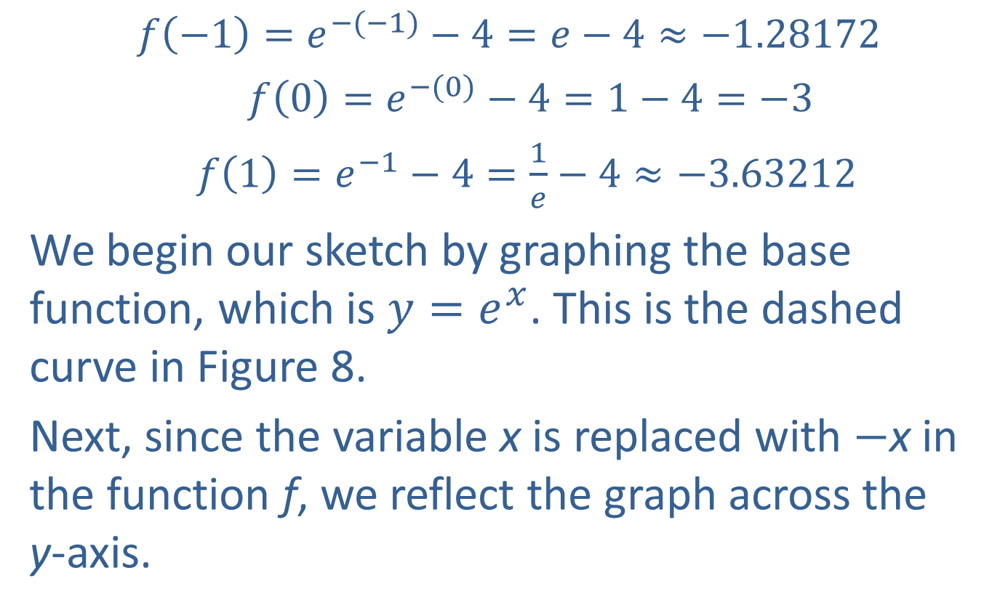 f(−1) = e^{−(−1)} − 4 = e − 4 ≈ −1.28172
f(0) = e^{−(0)} − 4 = 1 − 4 = −3
f(1) = e^{−1} − 4 = \frac{1}{e} − 4 ≈ −3.63212
We begin our sketch by graphing the base
function, which is y = e^x. This is the dashed
curve in Figure 8.
Next, since the variable x is replaced with −x in
the function f, we reflect the graph across the
y-axis.